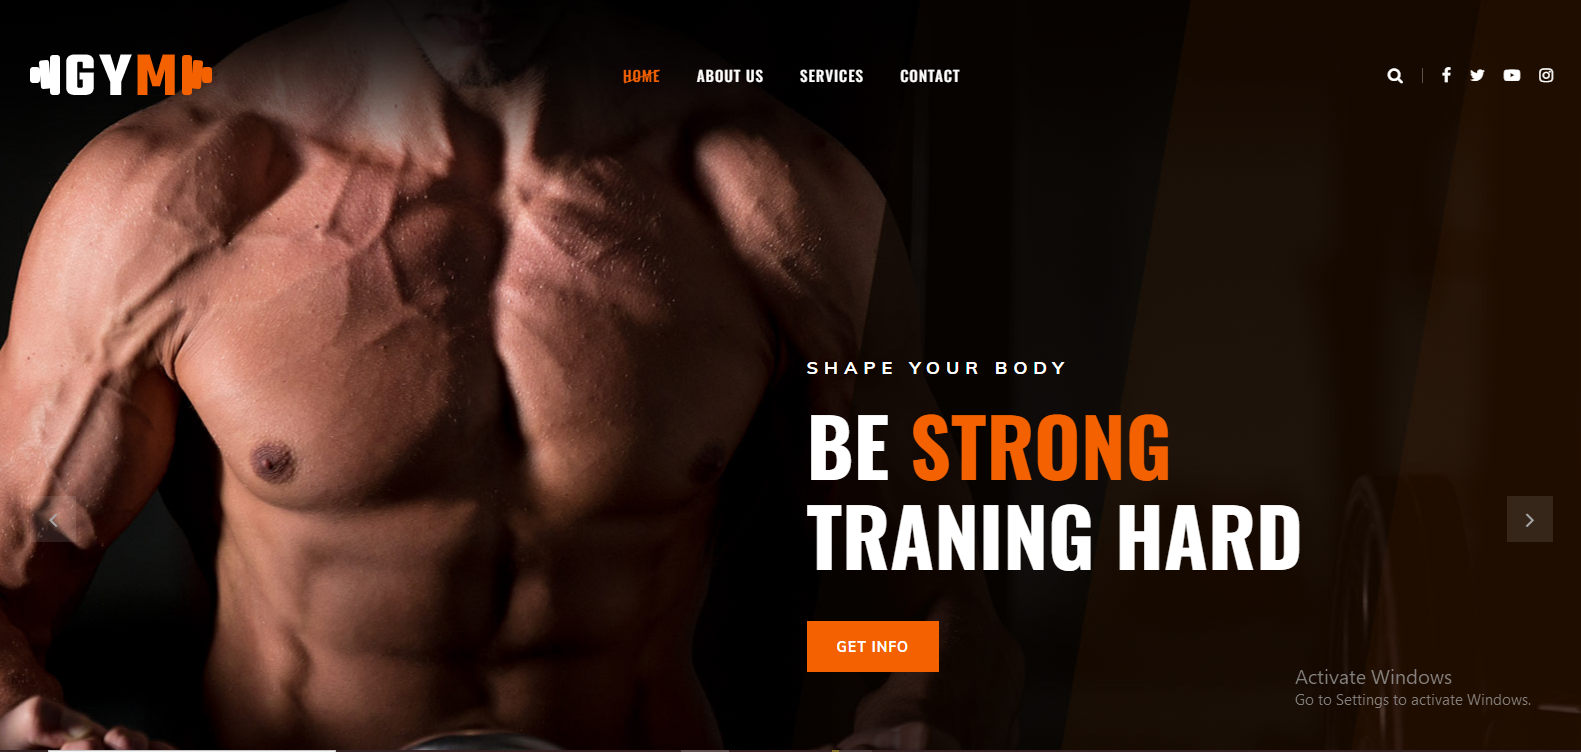 GYM
HOME ABOUT US SERVICES CONTACT
SHAPE YOUR BODY
BE STRONG
TRANING HARD
GET INFO
Activate Windows
Go to Settings to activate Windows.